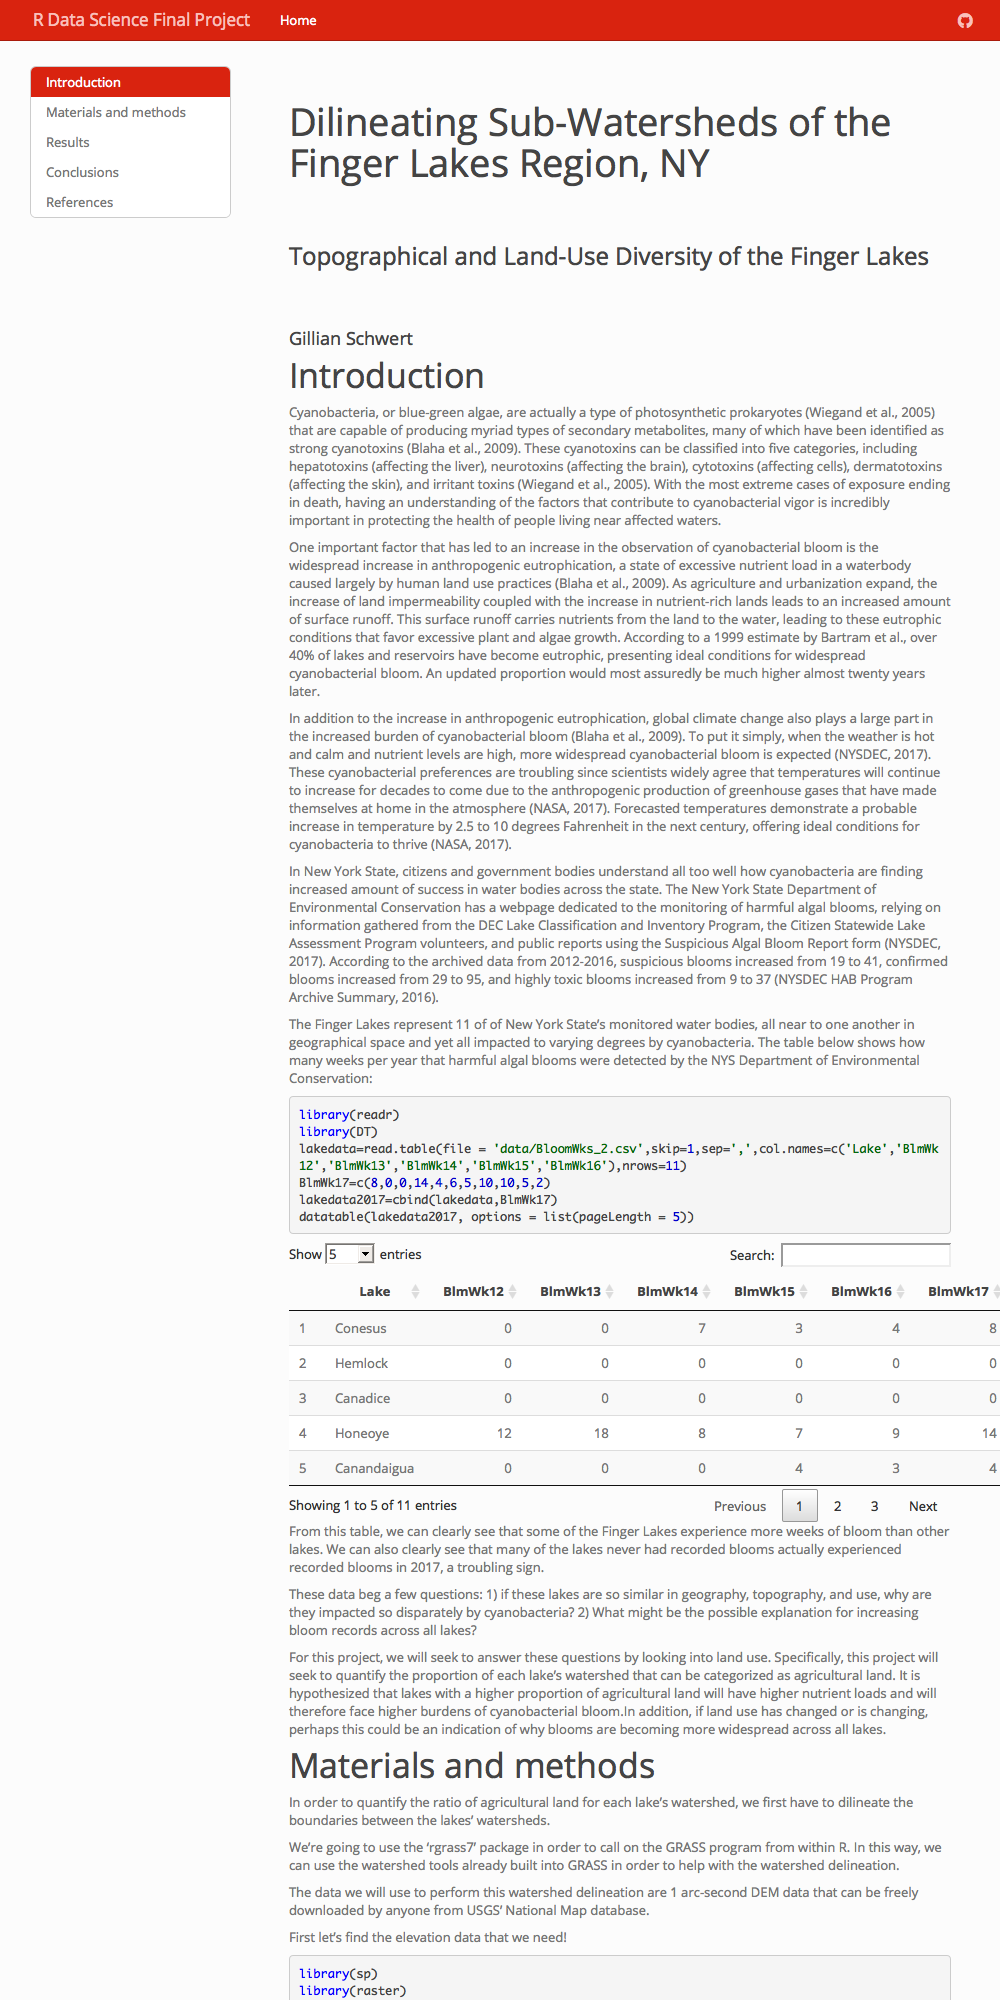 R Data Science Final Project
Home
Introduction
Materials and methods
Results
Conclusions
References
Dilineating Sub-Watersheds of the
Finger Lakes Region, NY
Topographical and Land-Use Diversity of the Finger Lakes
Gillian Schwert
Introduction
Cyanobacteria, or blue-green algae, are actually a type of photosynthetic prokaryotes (Wiegand et al., 2005)
that are capable of producing myriad types of secondary metabolites, many of which have been identified as
strong cyanotoxins (Blaha et al., 2009). These cyanotoxins can be classified into five categories, including
hepatotoxins (affecting the liver), neurotoxins (affecting the brain), cytotoxins (affecting cells), dermatotoxins
(affecting the skin), and irritant toxins (Wiegand et al., 2005). With the most extreme cases of exposure ending
in death, having an understanding of the factors that contribute to cyanobacterial vigor is incredibly
important in protecting the health of people living near affected waters.
One important factor that has led to an increase in the observation of cyanobacterial bloom is the
widespread increase in anthropogenic eutrophication, a state of excessive nutrient load in a waterbody
caused largely by human land use practices (Blaha et al., 2009). As agriculture and urbanization expand, the
increase of land impermeability coupled with the increase in nutrient-rich lands leads to an increased amount
of surface runoff. This surface runoff carries nutrients from the land to the water, leading to these eutrophic
conditions that favor excessive plant and algae growth. According to a 1999 estimate by Bartram et al., over
40% of lakes and reservoirs have become eutrophic, presenting ideal conditions for widespread
cyanobacterial bloom. An updated proportion would most assuredly be much higher almost twenty years
later.
In addition to the increase in anthropogenic eutrophication, global climate change also plays a large part in
the increased burden of cyanobacterial bloom (Blaha et al., 2009). To put it simply, when the weather is hot
and calm and nutrient levels are high, more widespread cyanobacterial bloom is expected (NYSDEC, 2017).
These cyanobacterial preferences are troubling since scientists widely agree that temperatures will continue
to increase for decades to come due to the anthropogenic production of greenhouse gases that have made
themselves at home in the atmosphere (NASA, 2017). Forecasted temperatures demonstrate a probable
increase in temperature by 2.5 to 10 degrees Fahrenheit in the next century, offering ideal conditions for
cyanobacteria to thrive (NASA, 2017).
In New York State, citizens and government bodies understand all too well how cyanobacteria are finding
increased amount of success in water bodies across the state. The New York State Department of
Environmental Conservation has a webpage dedicated to the monitoring of harmful algal blooms, relying on
information gathered from the DEC Lake Classification and Inventory Program, the Citizen Statewide Lake
Assessment Program volunteers, and public reports using the Suspicious Algal Bloom Report form (NYSDEC,
2017). According to the archived data from 2012-2016, suspicious blooms increased from 19 to 41, confirmed
blooms increased from 29 to 95, and highly toxic blooms increased from 9 to 37 (NYSDEC HAB Program
Archive Summary, 2016).
The Finger Lakes represent 11 of of New York State’s monitored water bodies, all near to one another in
geographical space and yet all impacted to varying degrees by cyanobacteria. The table below shows how
many weeks per year that harmful algal blooms were detected by the NYS Department of Environmental
Conservation:
library(readr)
library(DT)
lakedata=read.table(file = 'data/BloomWks_2.csv',skip=1,sep=',',col.names=c('Lake','BlmWk
12','BlmWk13','BlmWk14','BlmWk15','BlmWk16'),nrows=11)
BlmWk17=c(8,0,0,14,4,6,5,10,10,5,2)
lakedata2017=cbind(lakedata,BlmWk17)
datatable(lakedata2017, options = list(pageLength = 5))
Show 5 entries Search:
Lake BlmWk12 BlmWk13 BlmWk14 BlmWk15 BlmWk16 BlmWk17
1 Conesus 0 0 7 3 4 8
2 Hemlock 0 0 0 0 0 0
3 Canadice 0 0 0 0 0 0
4 Honeoye 12 18 8 7 9 14
5 Canandaigua 0 0 0 4 3 4
Showing 1 to 5 of 11 entries Previous 1 2 3 Next
From this table, we can clearly see that some of the Finger Lakes experience more weeks of bloom than other
lakes. We can also clearly see that many of the lakes never had recorded blooms actually experienced
recorded blooms in 2017, a troubling sign.
These data beg a few questions: 1) if these lakes are so similar in geography, topography, and use, why are
they impacted so disparately by cyanobacteria? 2) What might be the possible explanation for increasing
bloom records across all lakes?
For this project, we will seek to answer these questions by looking into land use. Specifically, this project will
seek to quantify the proportion of each lake’s watershed that can be categorized as agricultural land. It is
hypothesized that lakes with a higher proportion of agricultural land will have higher nutrient loads and will
therefore face higher burdens of cyanobacterial bloom.In addition, if land use has changed or is changing,
perhaps this could be an indication of why blooms are becoming more widespread across all lakes.
Materials and methods
In order to quantify the ratio of agricultural land for each lake’s watershed, we first have to dilineate the
boundaries between the lakes’ watersheds.
We’re going to use the ‘rgrass7’ package in order to call on the GRASS program from within R. In this way, we
can use the watershed tools already built into GRASS in order to help with the watershed delineation.
The data we will use to perform this watershed delineation are 1 arc-second DEM data that can be freely
downloaded by anyone from USGS’ National Map database.
First let’s find the elevation data that we need!
library(sp)
library(raster)